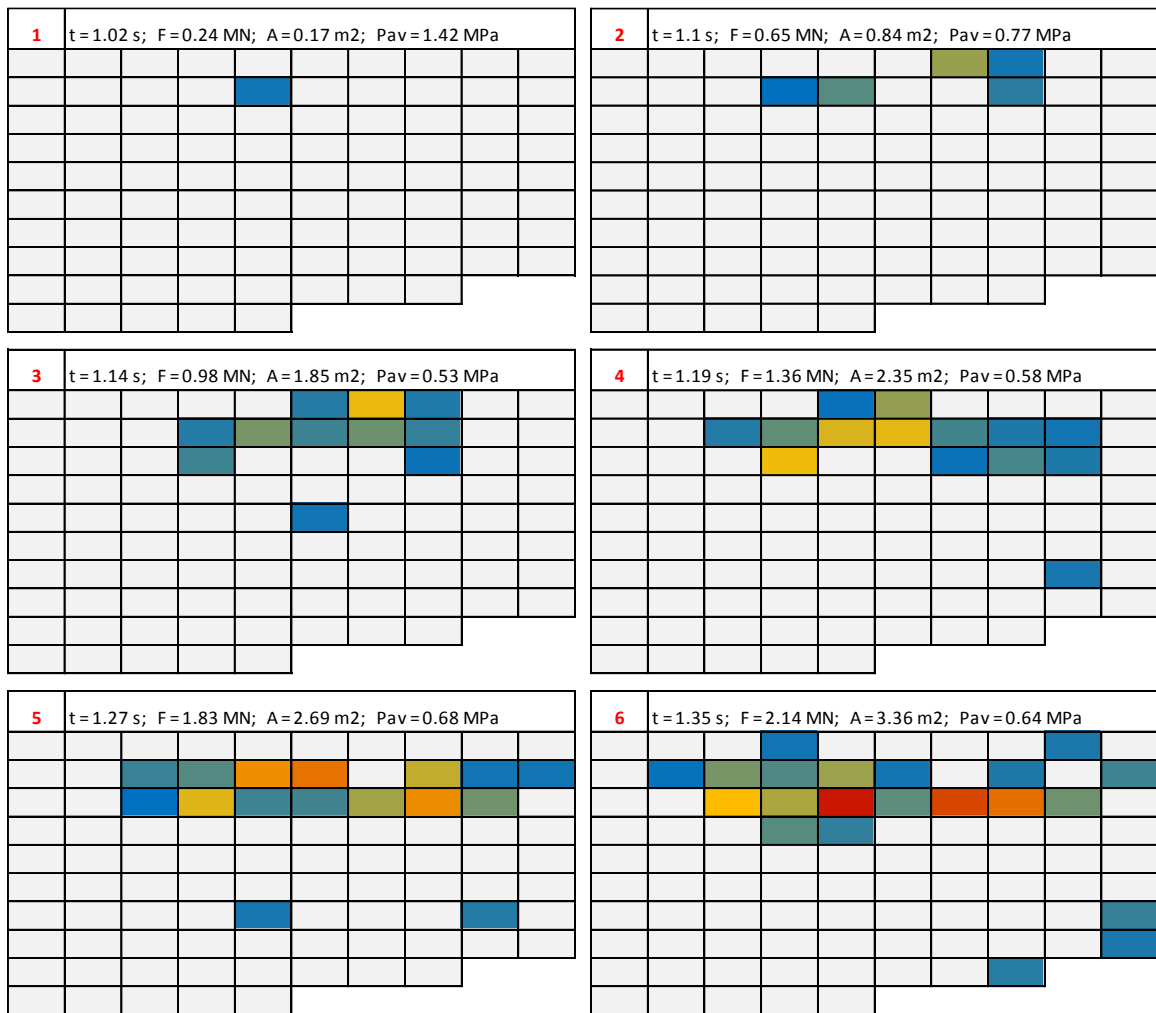 1 t = 1.02 s; F = 0.24 MN; A = 0.17 m2; Pav = 1.42 MPa
2 t = 1.1 s; F = 0.65 MN; A = 0.84 m2; Pav = 0.77 MPa
3 t = 1.14 s; F = 0.98 MN; A = 1.85 m2; Pav = 0.53 MPa
4 t = 1.19 s; F = 1.36 MN; A = 2.35 m2; Pav = 0.58 MPa
5 t = 1.27 s; F = 1.83 MN; A = 2.69 m2; Pav = 0.68 MPa
6 t = 1.35 s; F = 2.14 MN; A = 3.36 m2; Pav = 0.64 MPa